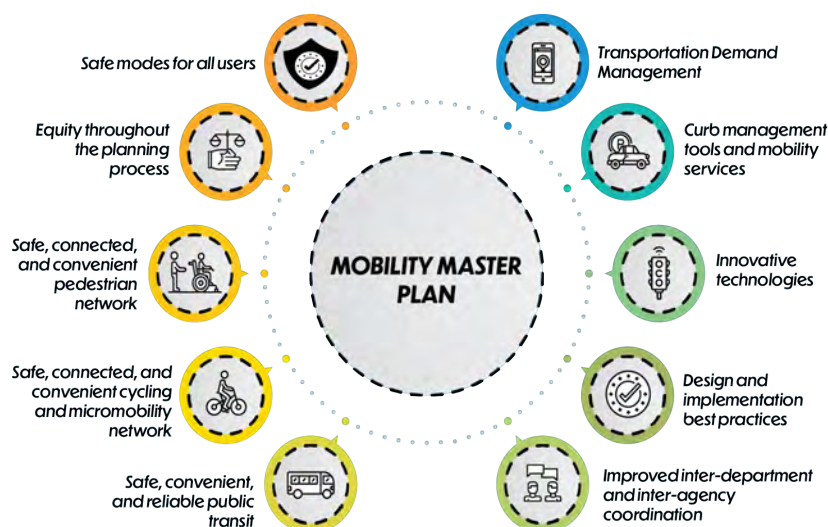 Safe modes for all users
Equity throughout
the planning
process
Safe, connected,
and convenient
pedestrian
network
Safe, connected, and
convenient cycling
and micromobility
network
Safe, convenient,
and reliable public
transit
MOBILITY MASTER
PLAN
Transportation Demand
Management
P
Curb management
tools and mobility
services
Innovative
technologies
Design and
implementation
best practices
Improved inter-department
and inter-agency
coordination